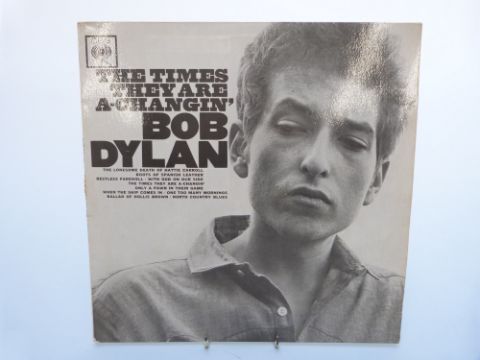 CBS
THE TIMES
THEY ARE
A-CHANGIN'
BOB
DYLAN
THE LONESOME DEATH OF HATTIE CARROLL
BOOTS OF SPANISH LEATHER
RESTLESS FAREWELL · WITH GOD ON OUR SIDE
THE TIMES THEY ARE A-CHANGIN'
ONLY A PAWN IN THEIR GAME
WHEN THE SHIP COMES IN · ONE TOO MANY MORNINGS
BALLAD OF HOLLIS BROWN · NORTH COUNTRY BLUES